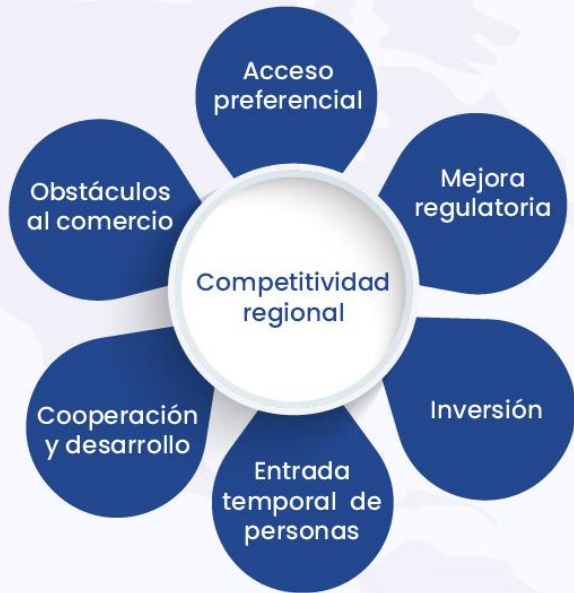 Acceso
preferencial
Mejora
regulatoria
Obstáculos
al comercio
Competitividad
regional
Inversión
Cooperación
y desarrollo
Entrada
temporal de
personas